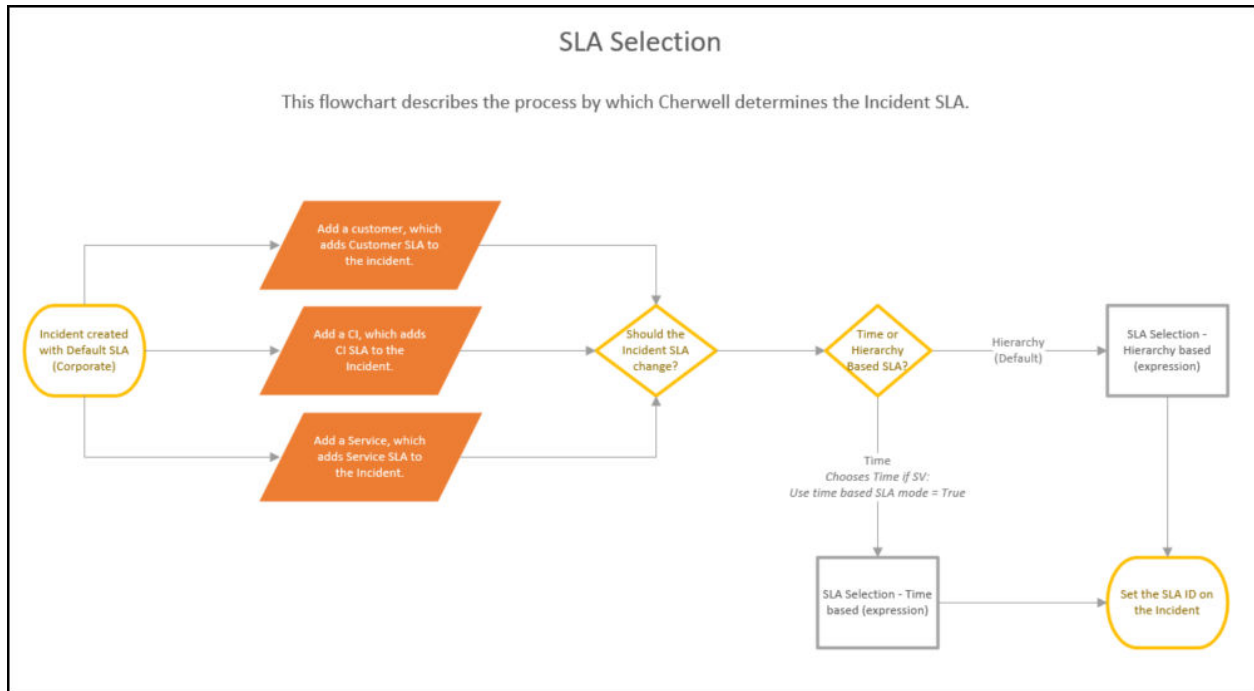 SLA Selection
This flowchart describes the process by which Cherwell determines the Incident SLA.
Add a customer, which
adds Customer SLA to
the incident.
Incident created
with Default SLA
(Corporate)
Add a CI, which adds
CI SLA to the
Incident.
Should the
Incident SLA
change?
Time or
Hierarchy
Based SLA?
Hierarchy
(Default)
SLA Selection -
Hierarchy based
(expression)
Add a Service, which
adds Service SLA to
the Incident.
Time
Chooses Time if SV:
Use time based SLA mode = True
SLA Selection - Time
based (expression)
Set the SLA ID on
the Incident